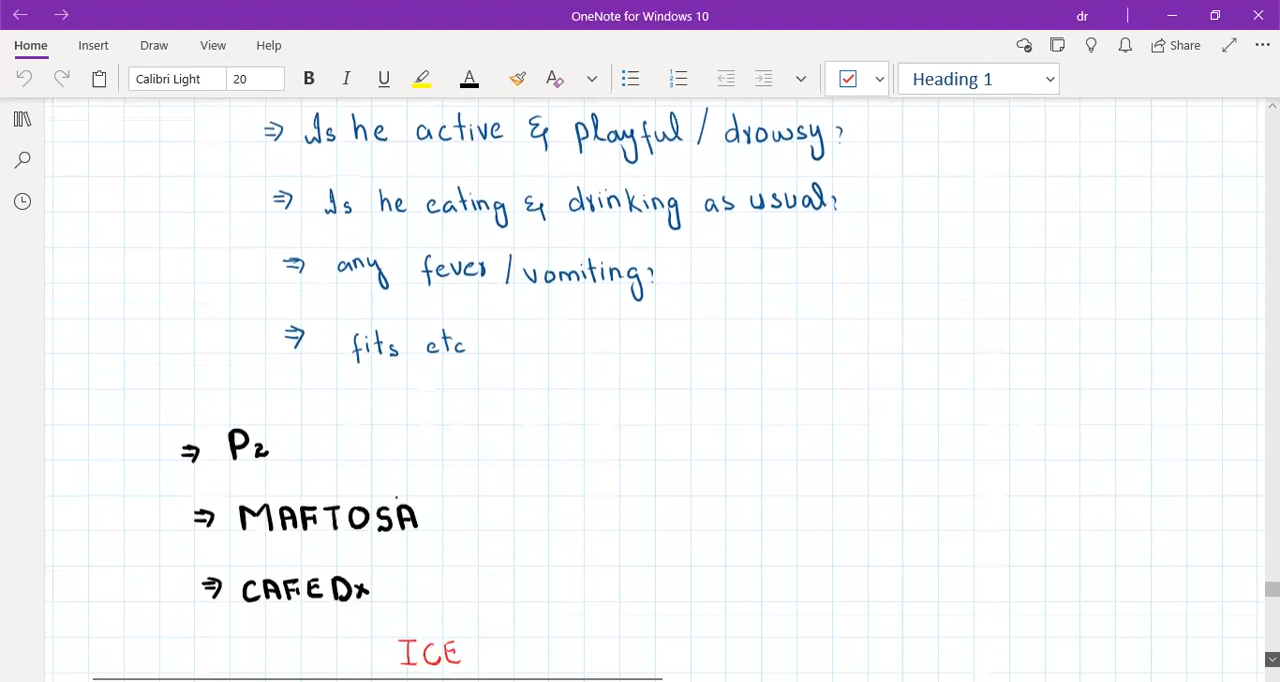 OneNote for Windows 10
dr
Home Insert Draw View Help
Share
Calibri Light 20 B I U A A Heading 1
⇒ Is he active & playful / drowsy?
⇒ Is he eating & drinking as usual?
⇒ any fever / vomiting?
⇒ fits etc
⇒ P2
⇒ MAFTOSA
⇒ CAFEDx
ICE